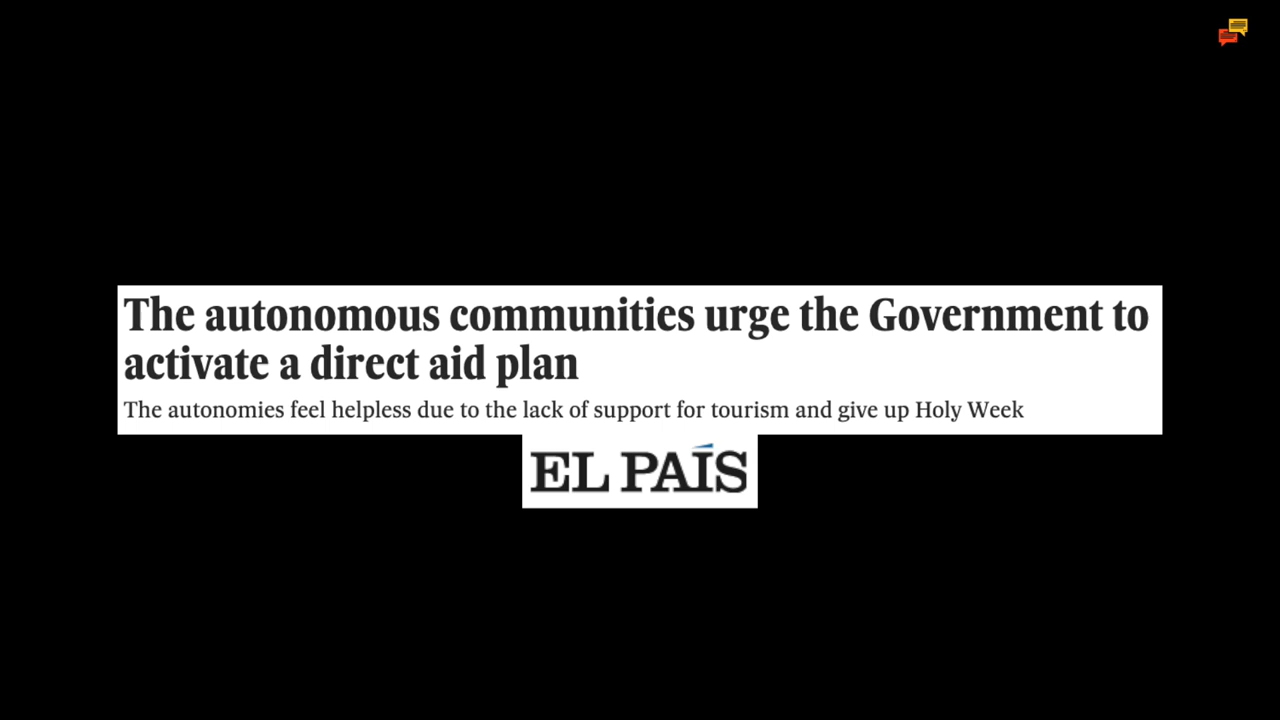 The autonomous communities urge the Government to
activate a direct aid plan
The autonomies feel helpless due to the lack of support for tourism and give up Holy Week
EL PAÍS